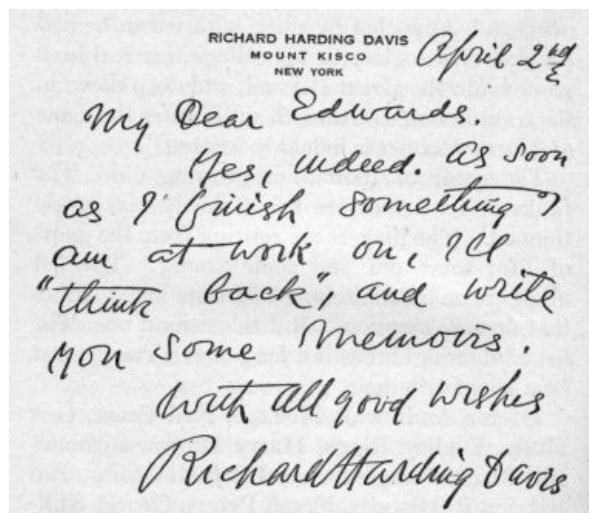 RICHARD HARDING DAVIS
MOUNT KISCO
NEW YORK
April 2nd
My Dear Edwards
Yes, indeed. as soon
as I finish something I
am at work on, I'd
"think back, and write
you some memoirs
With all good wishes
Richard Harding Davis